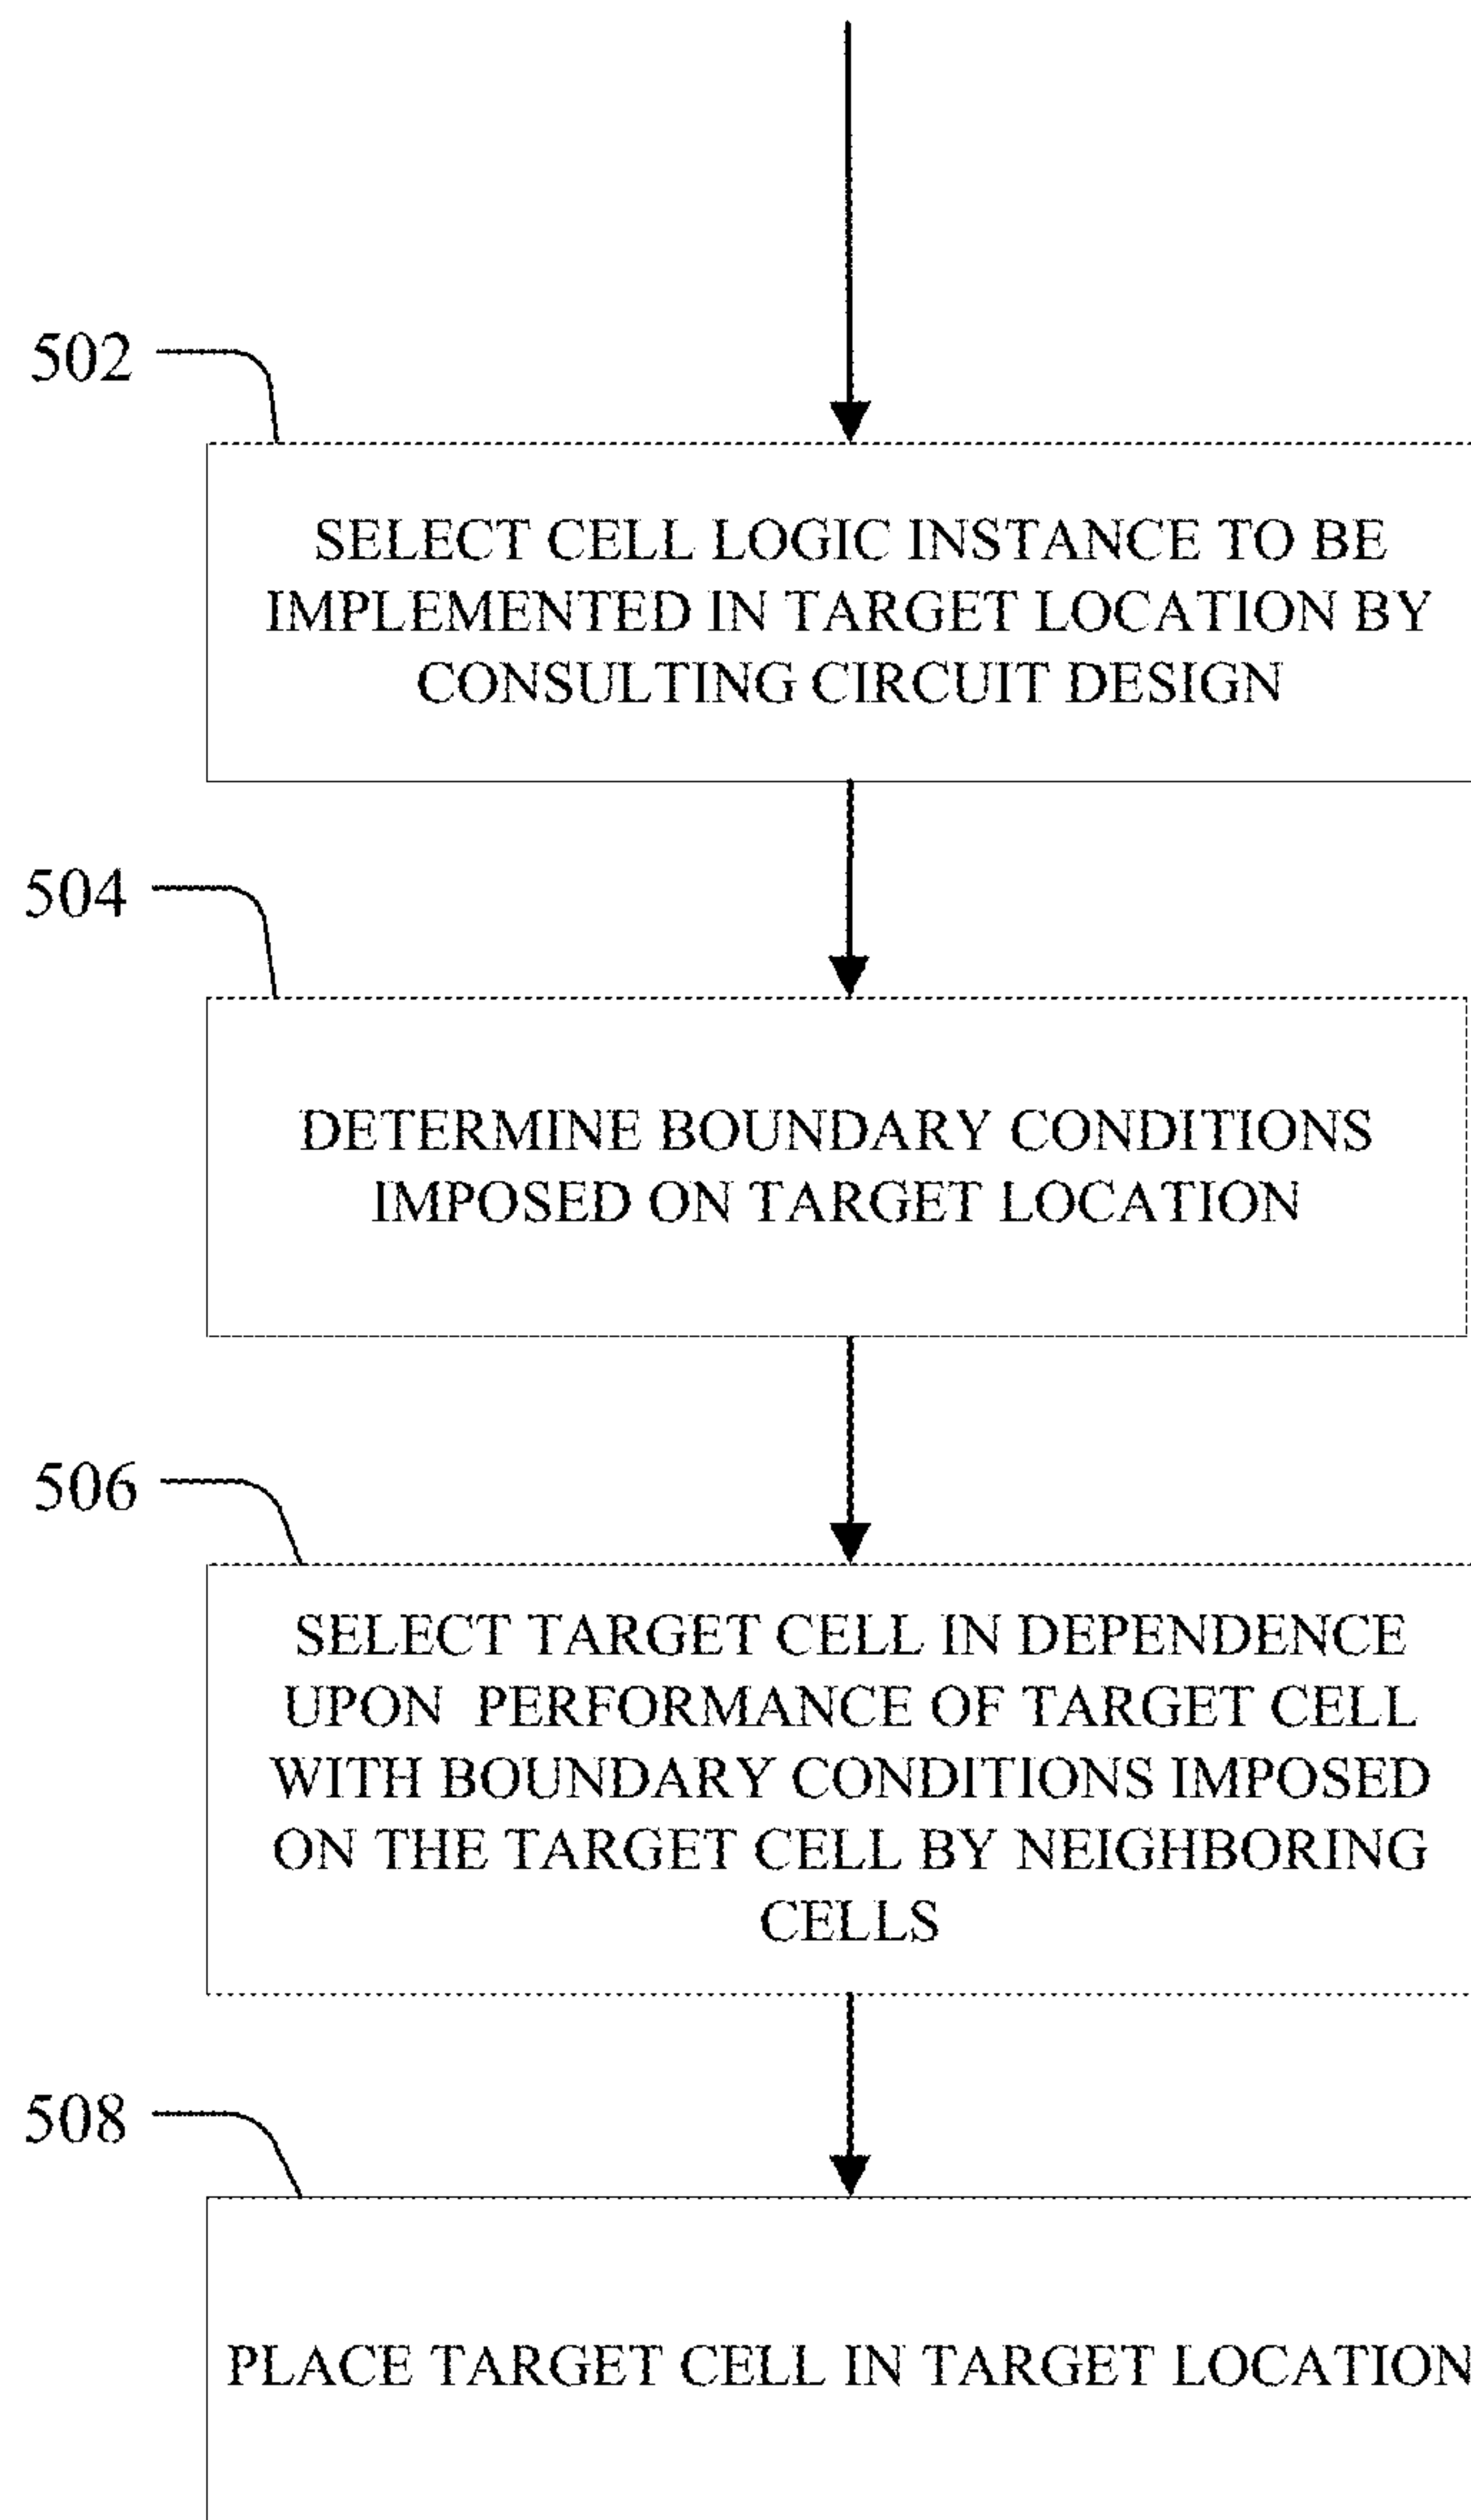 502
SELECT CELL LOGIC INSTANCE TO BE
IMPLEMENTED IN TARGET LOCATION BY
CONSULTING CIRCUIT DESIGN
504
DETERMINE BOUNDARY CONDITIONS
IMPOSED ON TARGET LOCATION
506
SELECT TARGET CELL IN DEPENDENCE
UPON PERFORMANCE OF TARGET CELL
WITH BOUNDARY CONDITIONS IMPOSED
ON THE TARGET CELL BY NEIGHBORING
CELLS
508
PLACE TARGET CELL IN TARGET LOCATION